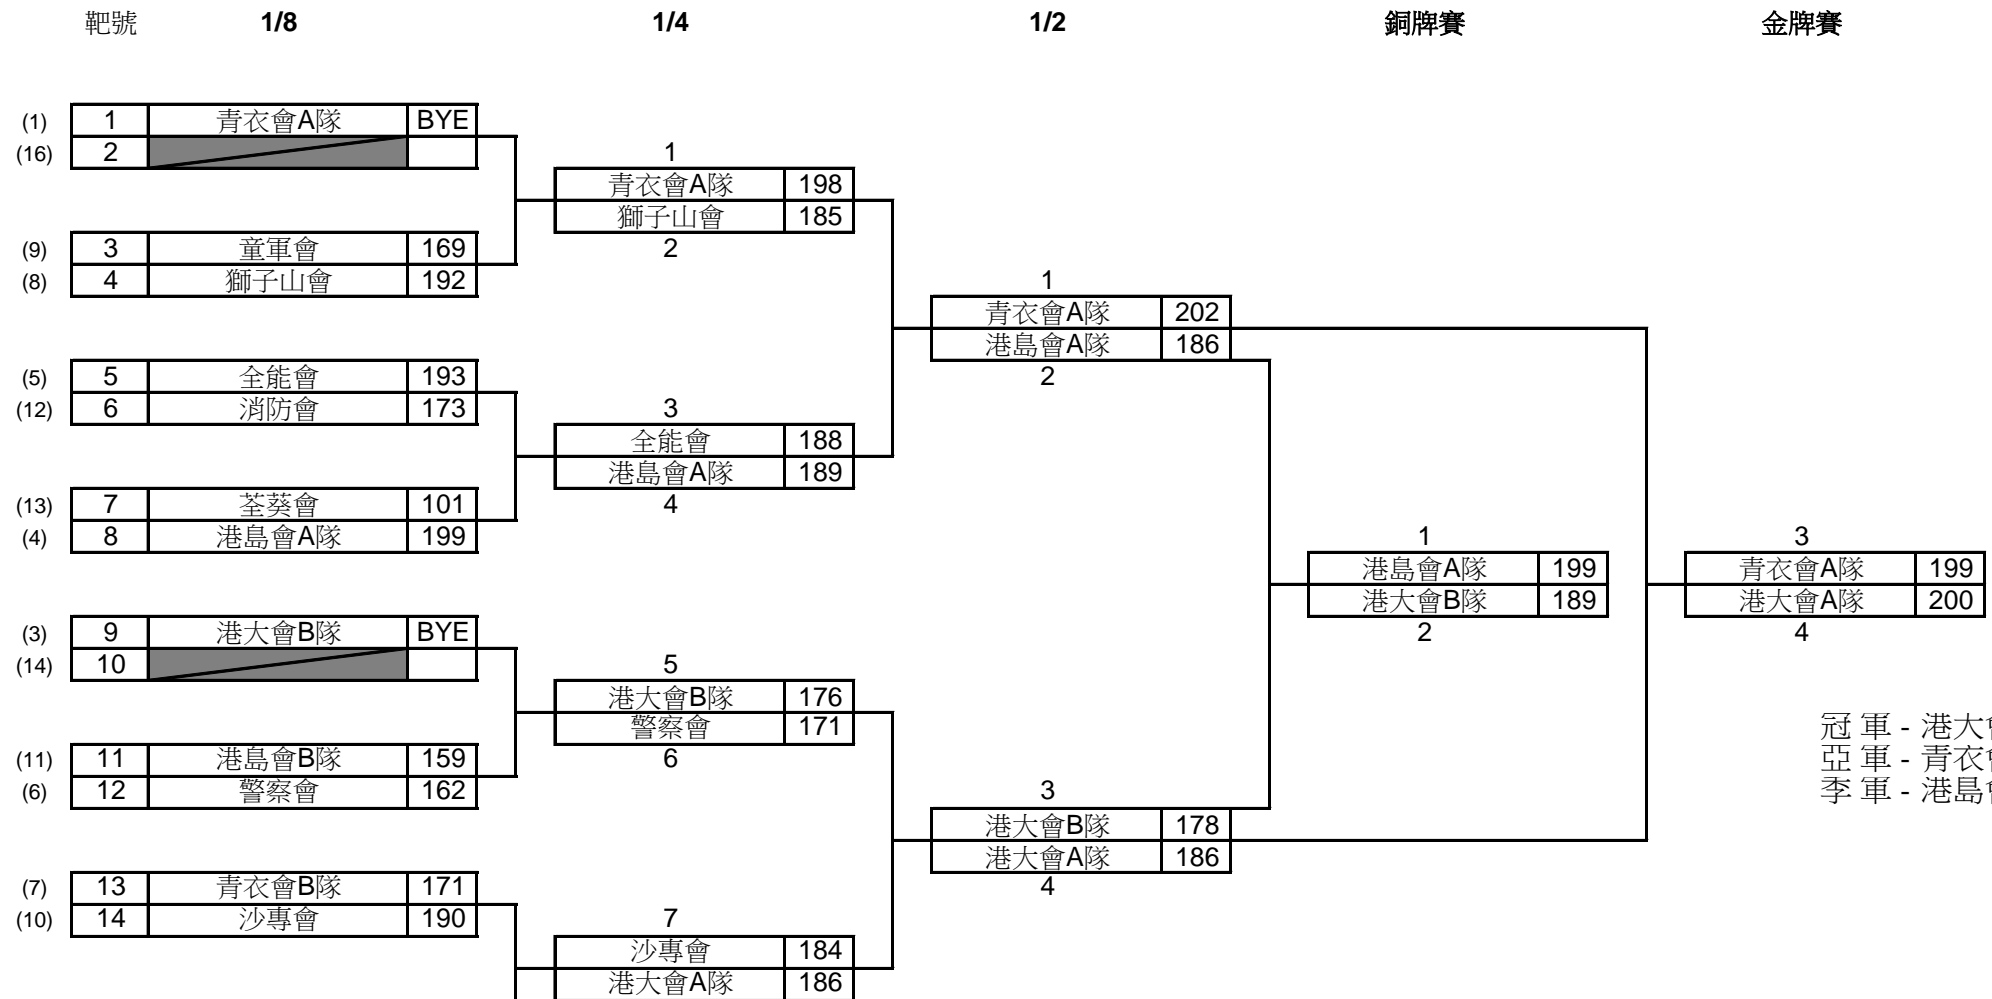 靶號 1/8 1/4 1/2 銅牌賽 金牌賽
(1) 1 青衣會A隊 BYE
(16) 2 1
青衣會A隊 198
獅子山會 185
(9) 3 童軍會 169 2
(8) 4 獅子山會 192 1
青衣會A隊 202
港島會A隊 186
(5) 5 全能會 193 2
(12) 6 消防會 173 3
全能會 188
港島會A隊 189
(13) 7 荃葵會 101 4
(4) 8 港島會A隊 199 1 3
港島會A隊 199 青衣會A隊 199
港大會B隊 189 港大會A隊 200
(3) 9 港大會B隊 BYE 2 4
(14) 10 5
港大會B隊 176
警察會 171
冠 軍 - 港大
(11) 11 港島會B隊 159 6
亞 軍 - 青衣
(6) 12 警察會 162 3
季 軍 - 港島
港大會B隊 178
港大會A隊 186
(7) 13 青衣會B隊 171 4
(10) 14 沙專會 190 7
沙專會 184
港大會A隊 186